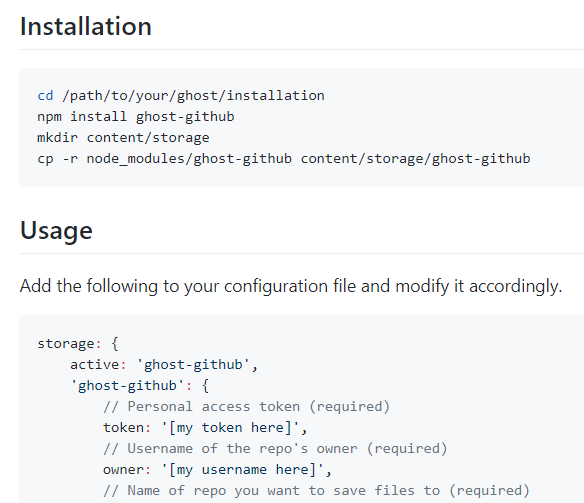 Installation
cd /path/to/your/ghost/installation
npm install ghost-github
mkdir content/storage
cp -r node_modules/ghost-github content/storage/ghost-github
Usage
Add the following to your configuration file and modify it accordingly.
storage: {
    active: 'ghost-github',
    'ghost-github': {
        // Personal access token (required)
        token: '[my token here]',
        // Username of the repo's owner (required)
        owner: '[my username here]',
        // Name of repo you want to save files to (required)